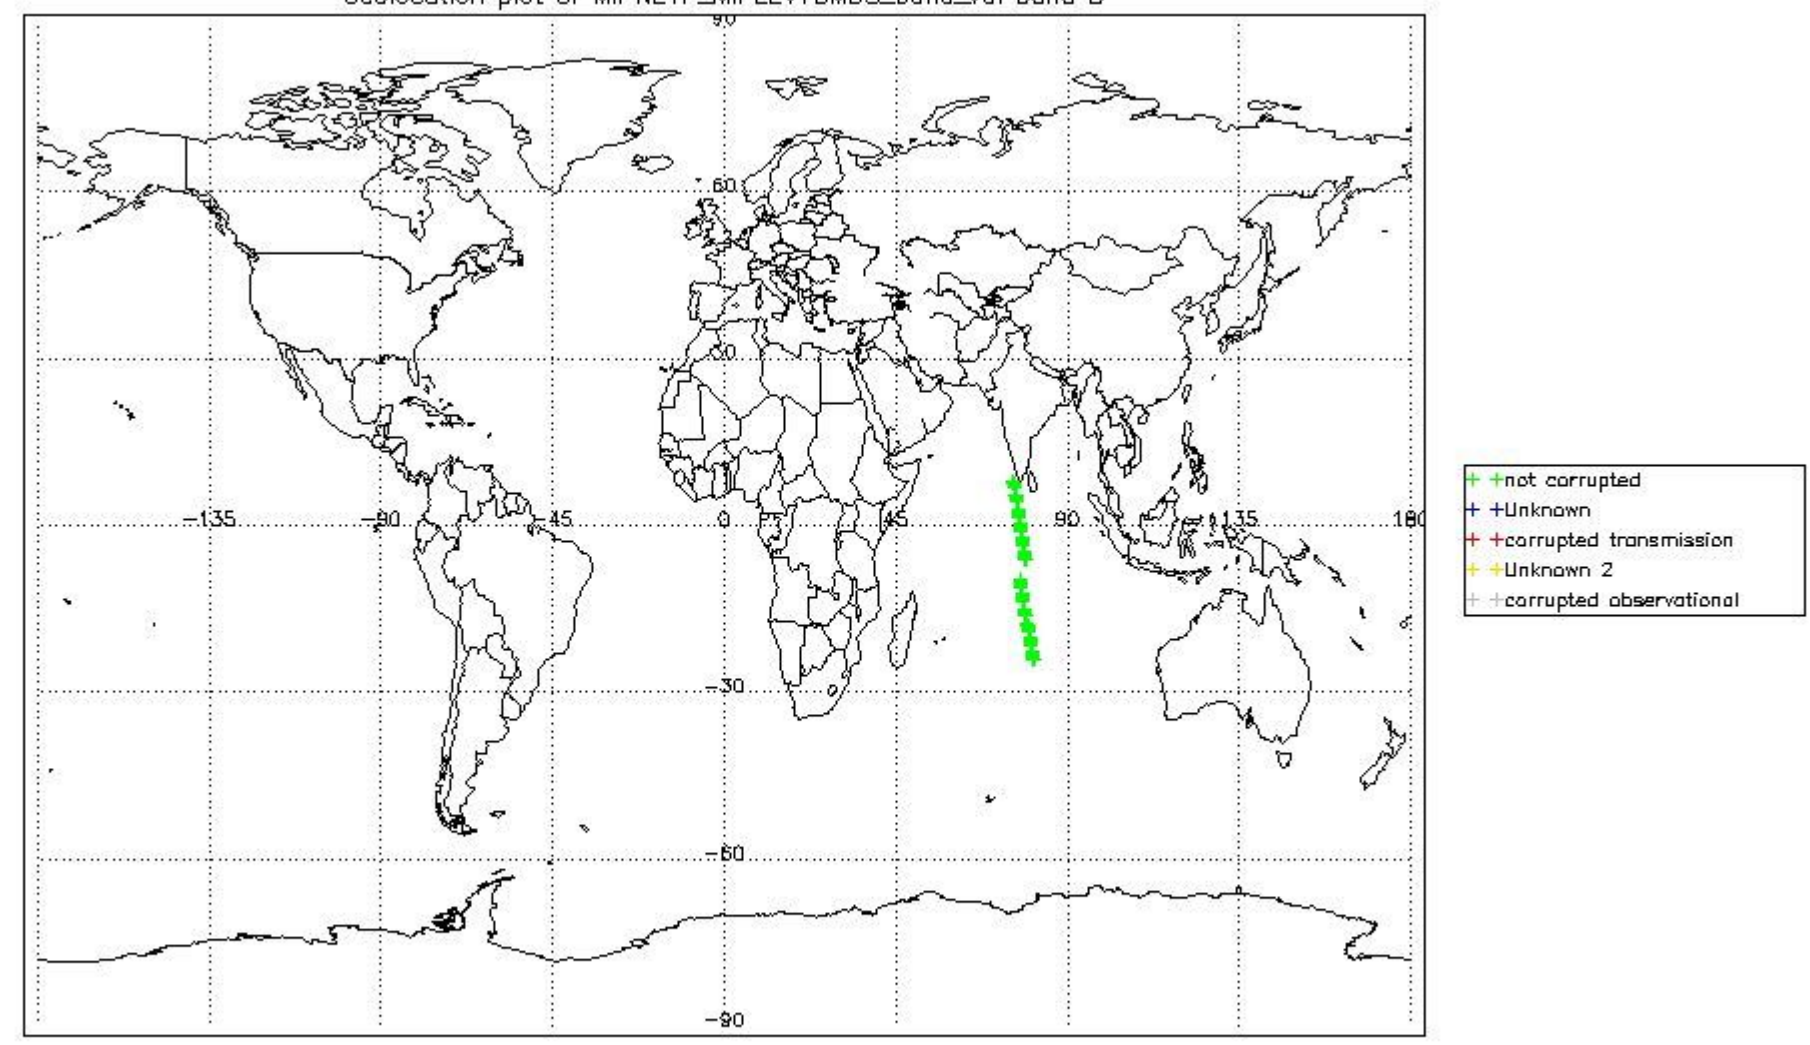 90
60
30
-135 -90 -45 0 45 90 135 180
-30
-60
-90
not corrupted
Unknown
corrupted transmission
Unknown 2
corrupted observational